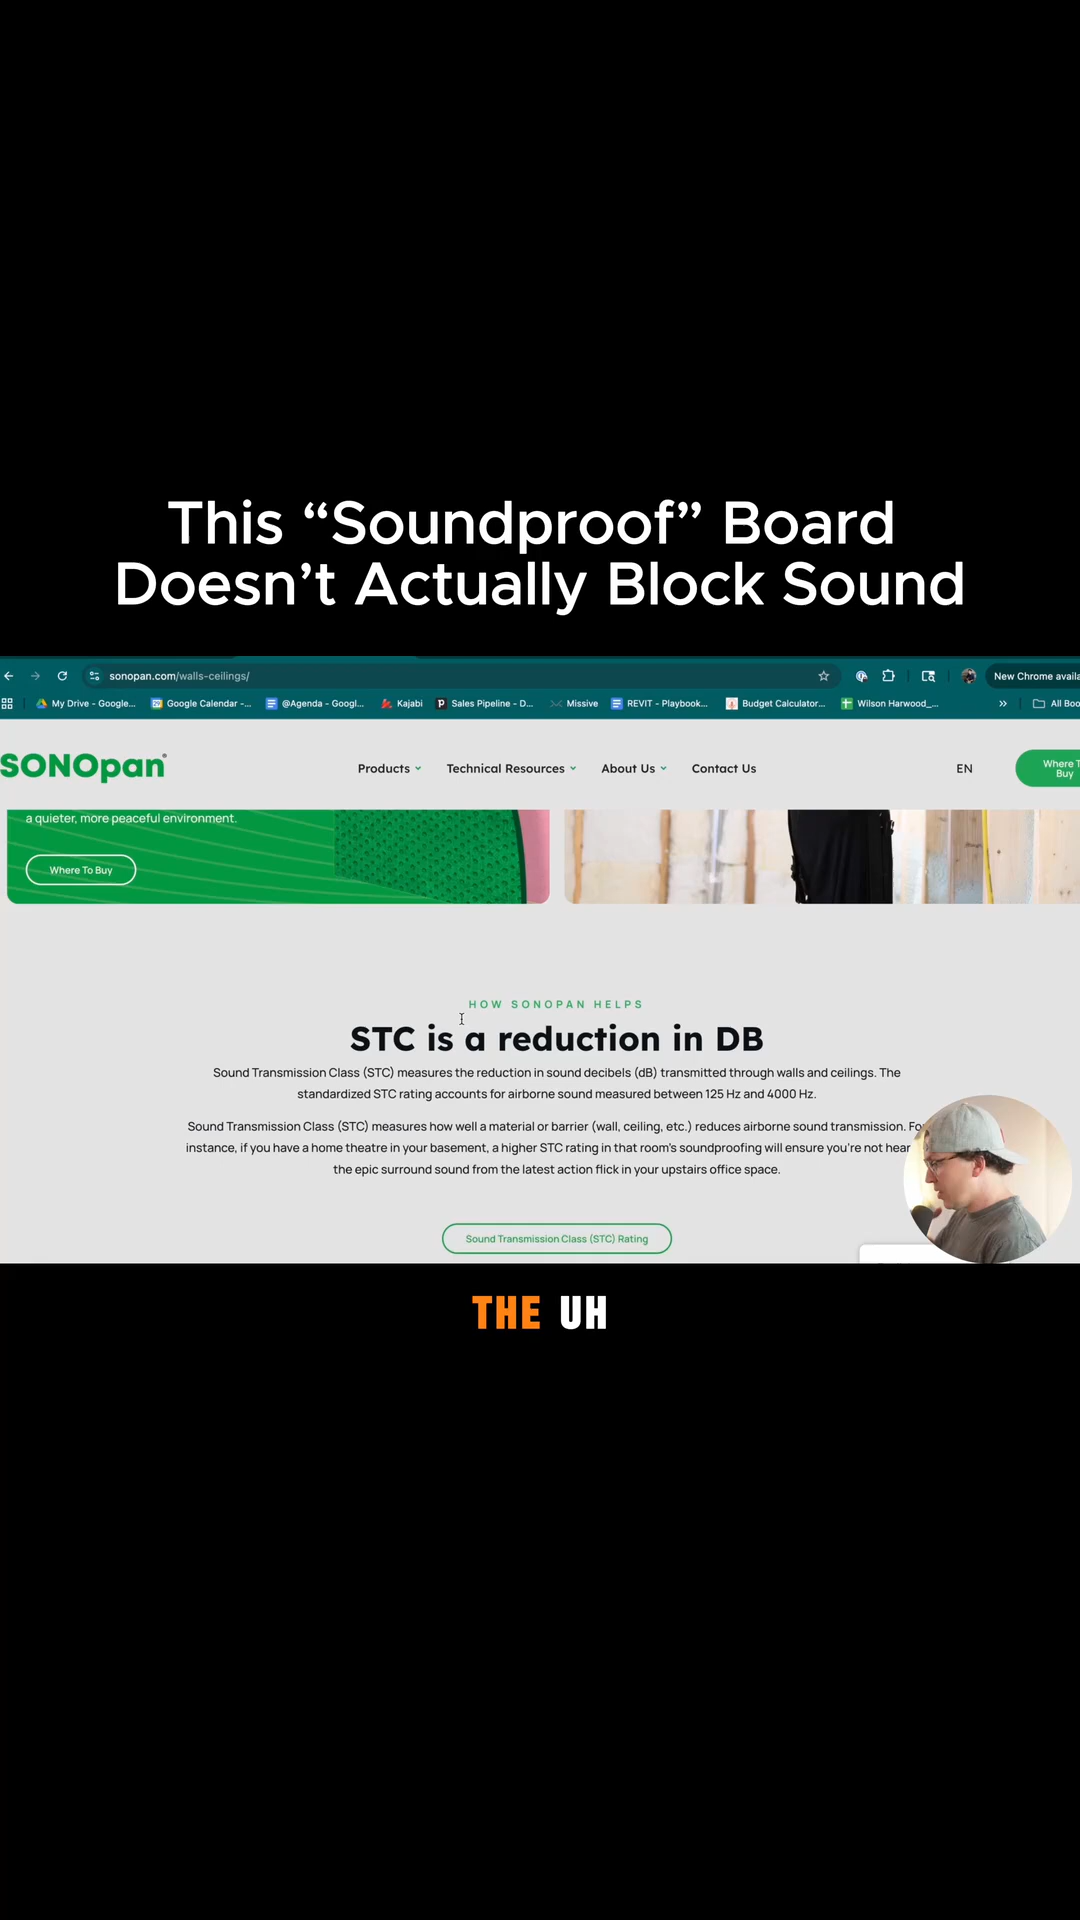 This “Soundproof” Board
Doesn’t Actually Block Sound
sonopan.com/walls-ceilings/
New Chrome availa
My Drive - Google...
Google Calendar -...
@Agenda - Googl...
Kajabi
Sales Pipeline - D...
Missive
REVIT - Playbook...
Budget Calculator...
Wilson Harwood_...
»
All Boo
SONOpan®
Products
Technical Resources
About Us
Contact Us
EN
Where T
Buy
a quieter, more peaceful environment.
Where To Buy
HOW SONOPAN HELPS
STC is a reduction in DB
Sound Transmission Class (STC) measures the reduction in sound decibels (dB) transmitted through walls and ceilings. The
standardized STC rating accounts for airborne sound measured between 125 Hz and 4000 Hz.
Sound Transmission Class (STC) measures how well a material or barrier (wall, ceiling, etc.) reduces airborne sound transmission. Fo
instance, if you have a home theatre in your basement, a higher STC rating in that room's soundproofing will ensure you're not hear
the epic surround sound from the latest action flick in your upstairs office space.
Sound Transmission Class (STC) Rating
THE UH